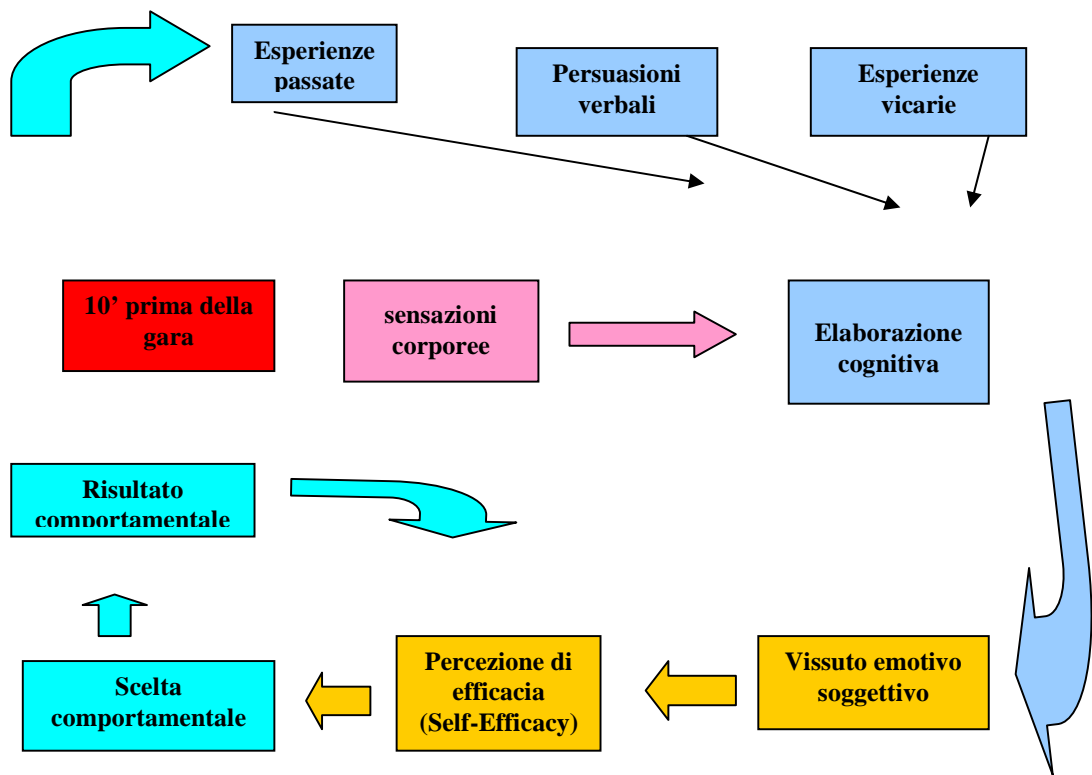 Esperienze
passate
Persuasioni
verbali
Esperienze
vicarie
10’ prima della
gara
sensazioni
corporee
Elaborazione
cognitiva
Risultato
comportamentale
Scelta
comportamentale
Percezione di
efficacia
(Self-Efficacy)
Vissuto emotivo
soggettivo